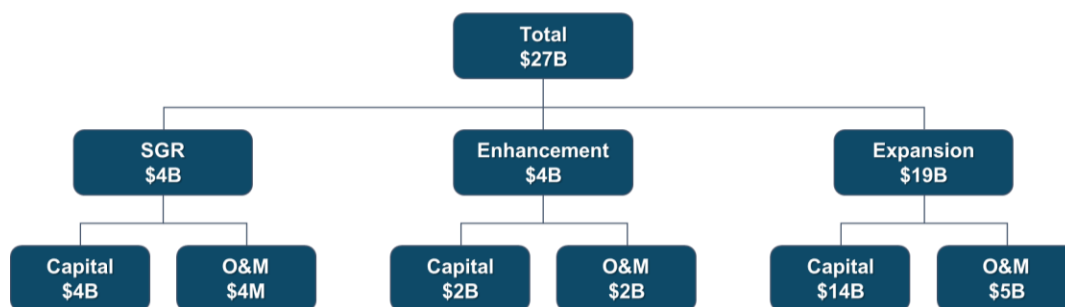 Total
$27B
SGR
$4B
Enhancement
$4B
Expansion
$19B
Capital
$4B
O&M
$4M
Capital
$2B
O&M
$2B
Capital
$14B
O&M
$5B